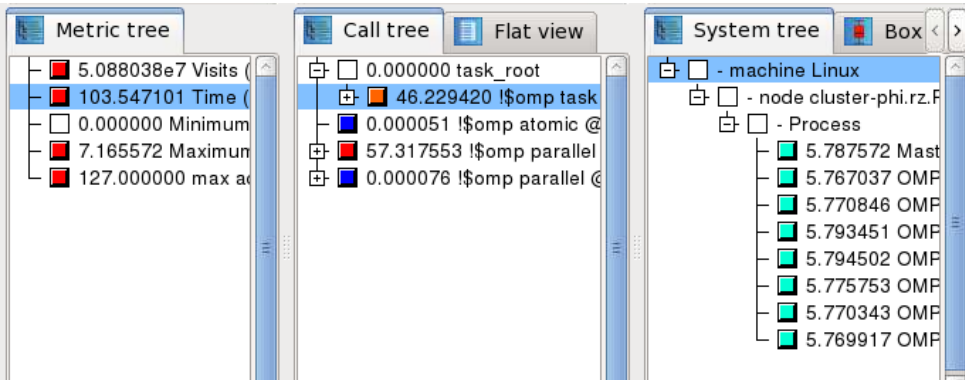 Metric tree
5.088038e7 Visits (
103.547101 Time (
0.000000 Minimum
7.165572 Maximum
127.000000 max a
Call tree
Flat view
0.000000 task_root
46.229420 !$omp task
0.000051 !$omp atomic @
57.317553 !$omp parallel
0.000076 !$omp parallel @
System tree
Box
- machine Linux
- node cluster-phi.rz.
- Process
5.787572 Mast
5.767037 OMP
5.770846 OMP
5.793451 OMP
5.794502 OMP
5.775753 OMP
5.770343 OMP
5.769917 OMP